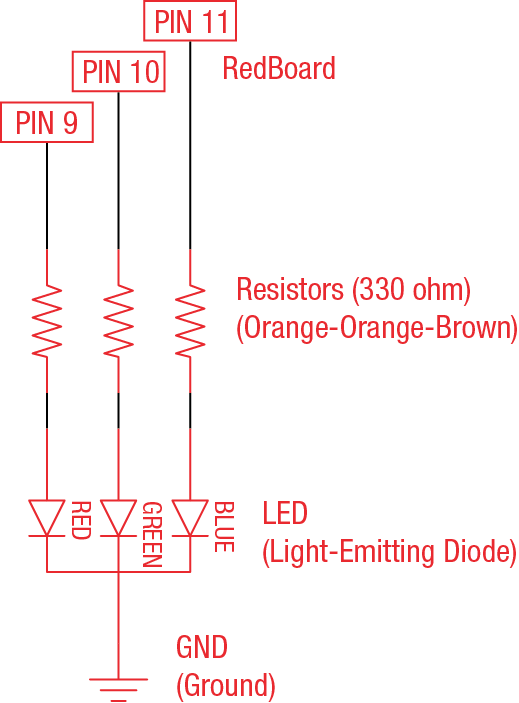 PIN 11
RedBoard
PIN 10
PIN 9
Resistors (330 ohm)
(Orange-Orange-Brown)
RED
GREEN
BLUE
LED
(Light-Emitting Diode)
GND
(Ground)